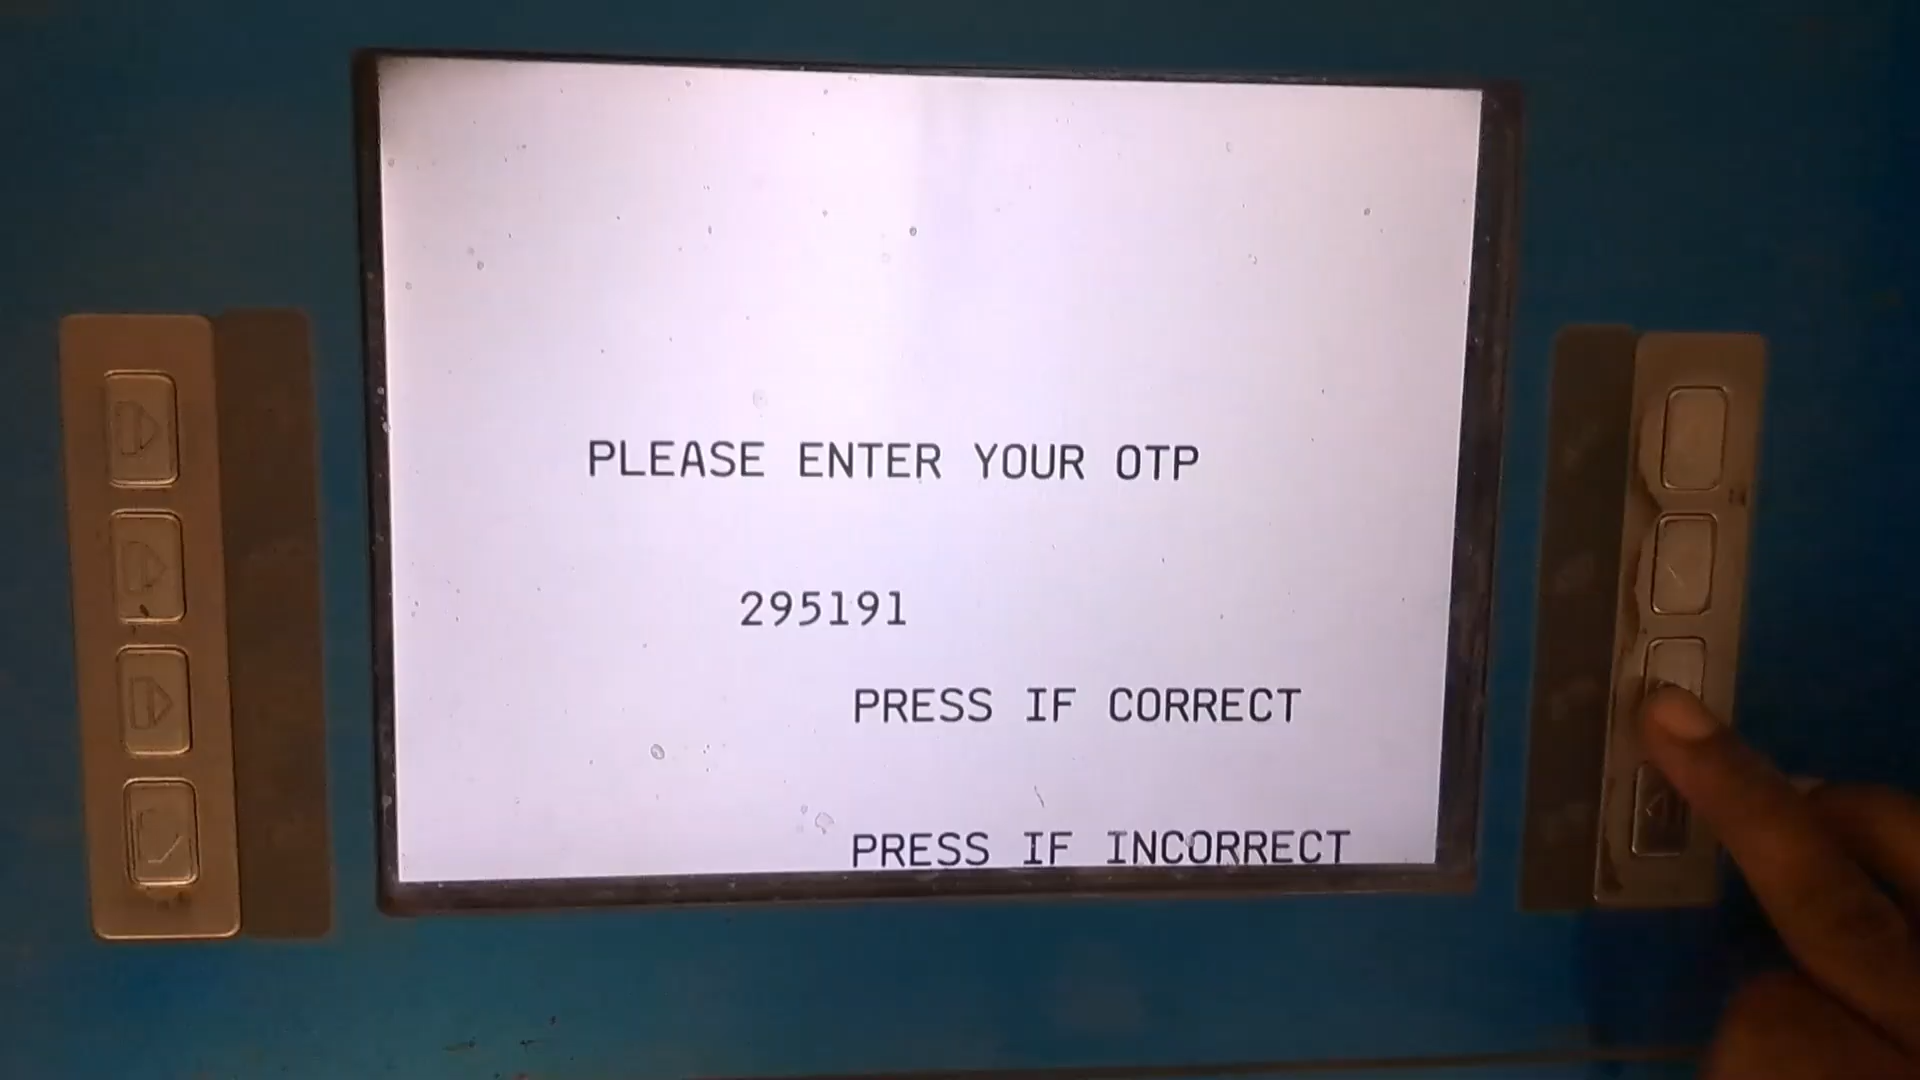 PLEASE ENTER YOUR OTP
295191
PRESS IF CORRECT
PRESS IF INCORRECT